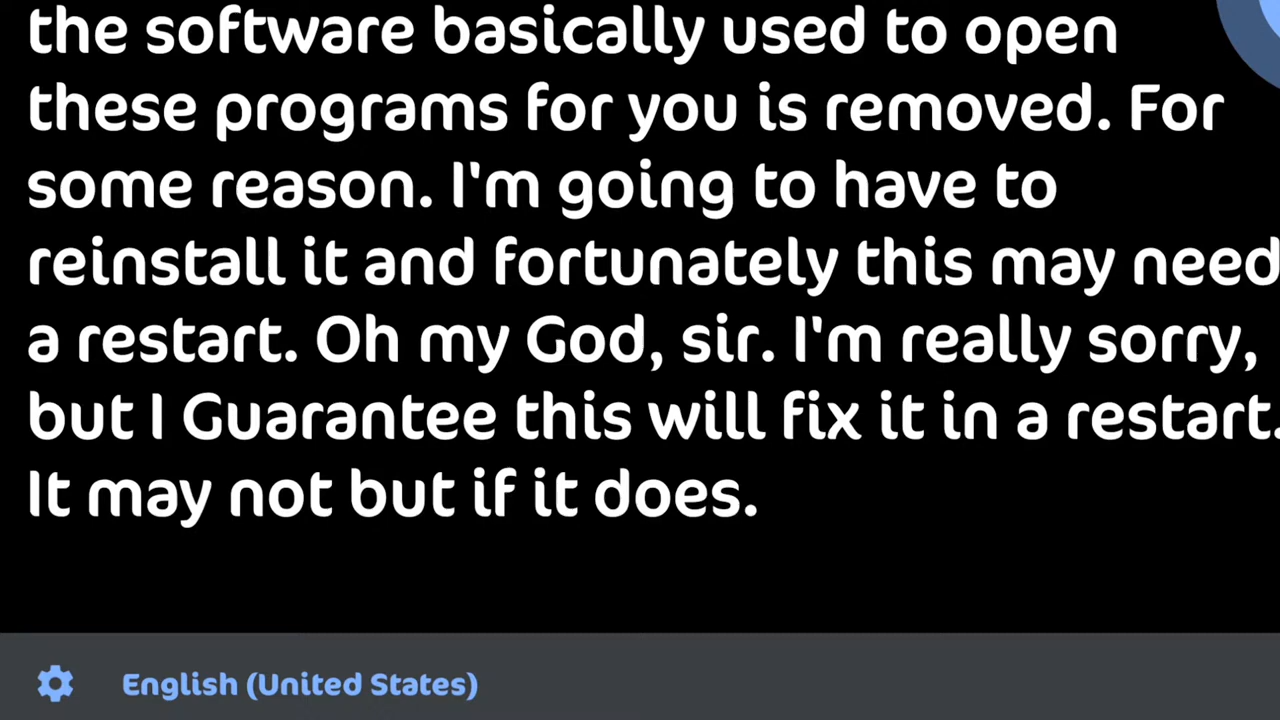 the software basically used to open
these programs for you is removed. For
some reason. I'm going to have to
reinstall it and fortunately this may need
a restart. Oh my God, sir. I'm really sorry,
but I Guarantee this will fix it in a restart.
It may not but if it does.
English (United States)